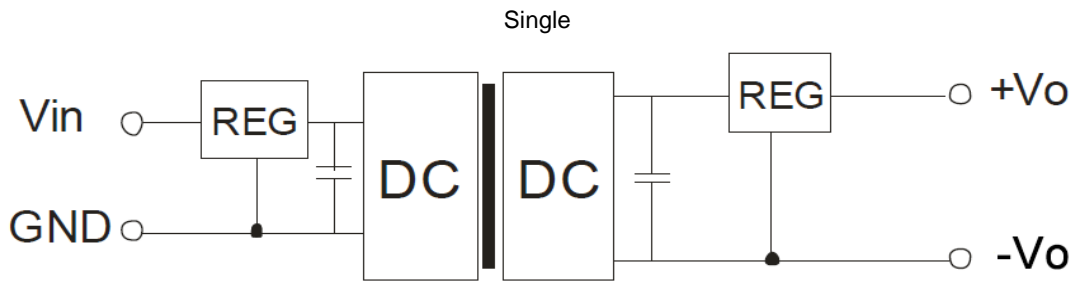 Single
Vin
REG
DC
DC
REG
+Vo
GND
-Vo